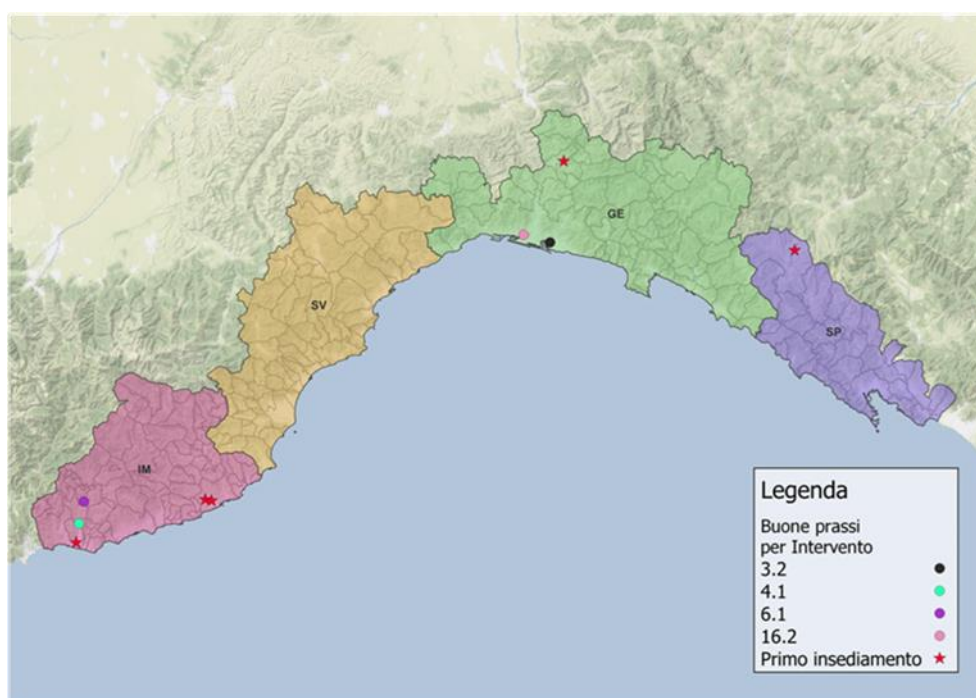 GE
SV
SP
IM
Legenda
Buone prassi
per Intervento
3.2
4.1
6.1
16.2
Primo insediamento